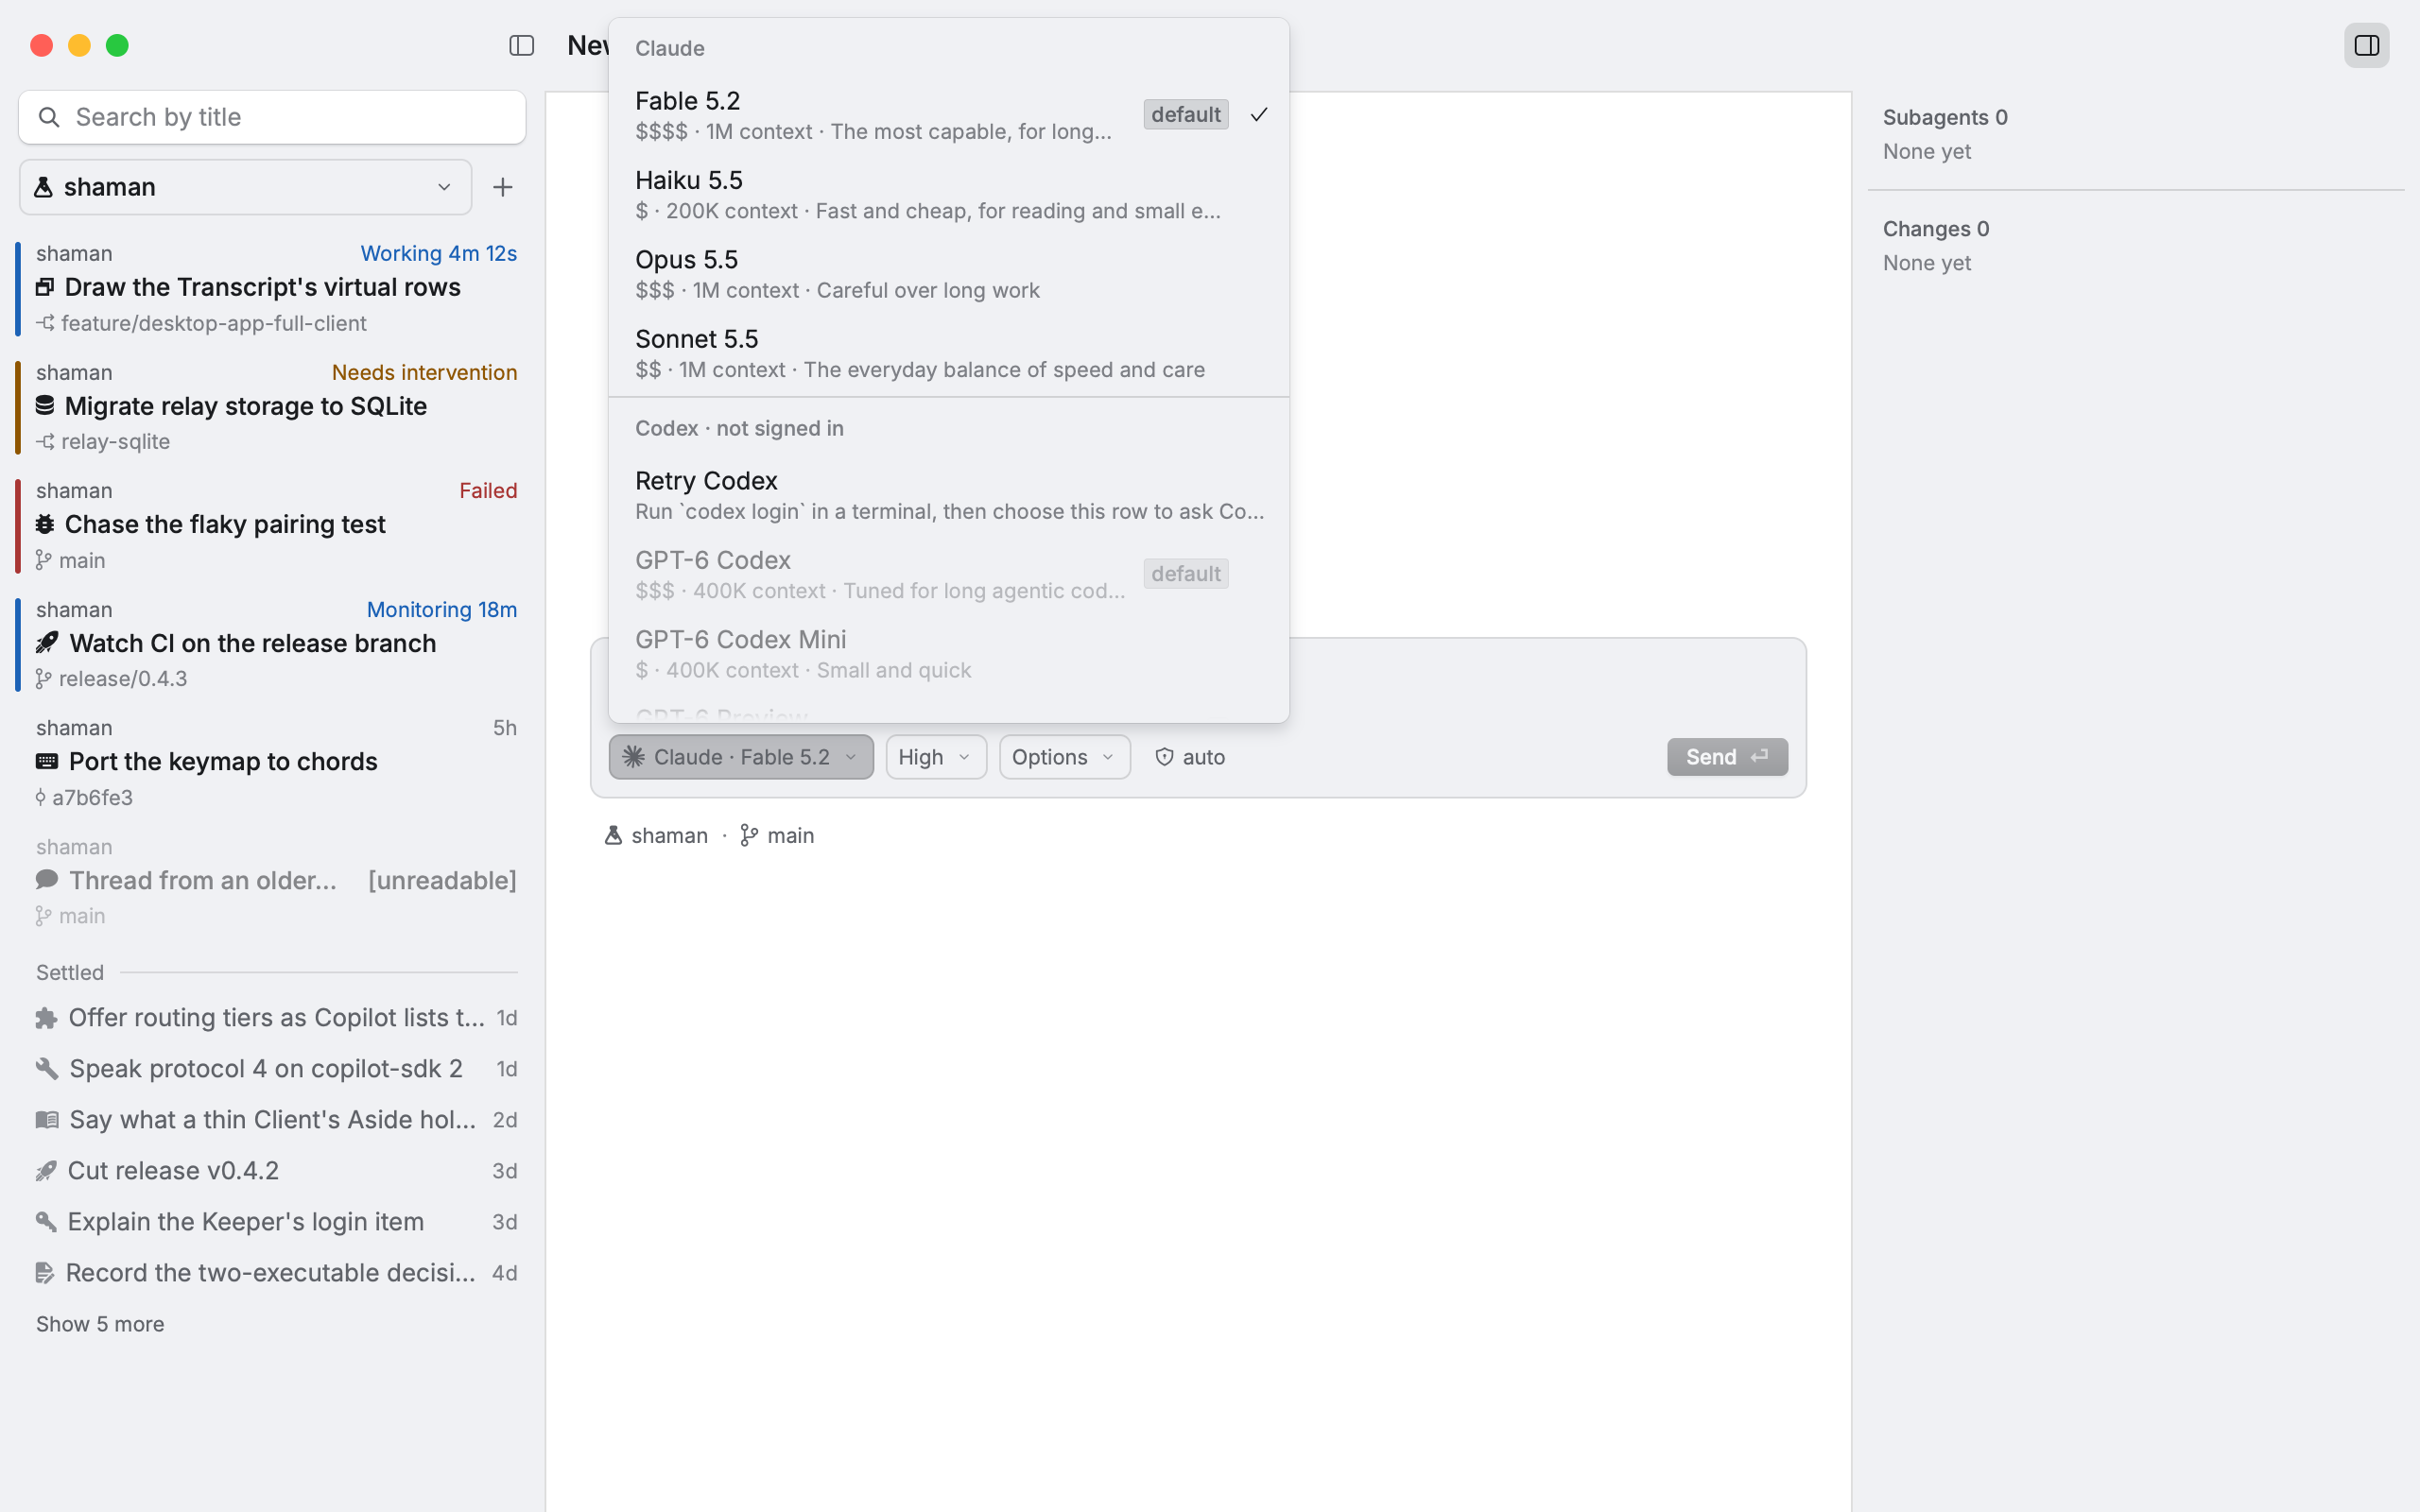 Search by title
shaman
shaman
Working 4m 12s
Draw the Transcript's virtual rows
feature/desktop-app-full-client
shaman
Needs intervention
Migrate relay storage to SQLite
relay-sqlite
shaman
Failed
Chase the flaky pairing test
main
shaman
Monitoring 18m
Watch CI on the release branch
release/0.4.3
shaman
5h
Port the keymap to chords
a7b6fe3
shaman
Thread from an older... [unreadable]
main
Settled
Offer routing tiers as Copilot lists t... 1d
Speak protocol 4 on copilot-sdk 2 1d
Say what a thin Client's Aside hol... 2d
Cut release v0.4.2 3d
Explain the Keeper's login item 3d
Record the two-executable decisi... 4d
Show 5 more
Claude
Fable 5.2
default
$$$$ · 1M context · The most capable, for long...
Haiku 5.5
$ · 200K context · Fast and cheap, for reading and small e...
Opus 5.5
$$$ · 1M context · Careful over long work
Sonnet 5.5
$$ · 1M context · The everyday balance of speed and care
Codex · not signed in
Retry Codex
Run `codex login` in a terminal, then choose this row to ask Co...
GPT-6 Codex
default
$$$ · 400K context · Tuned for long agentic cod...
GPT-6 Codex Mini
$ · 400K context · Small and quick
GPT-6 Preview
Claude · Fable 5.2
High
Options
auto
Send
shaman · main
Subagents 0
None yet
Changes 0
None yet